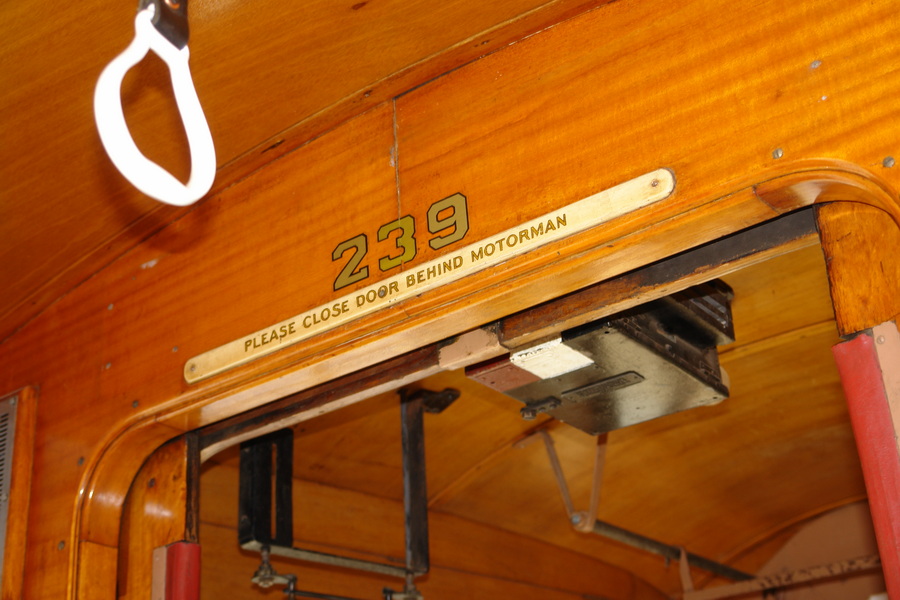 239
PLEASE CLOSE DOOR BEHIND MOTORMAN